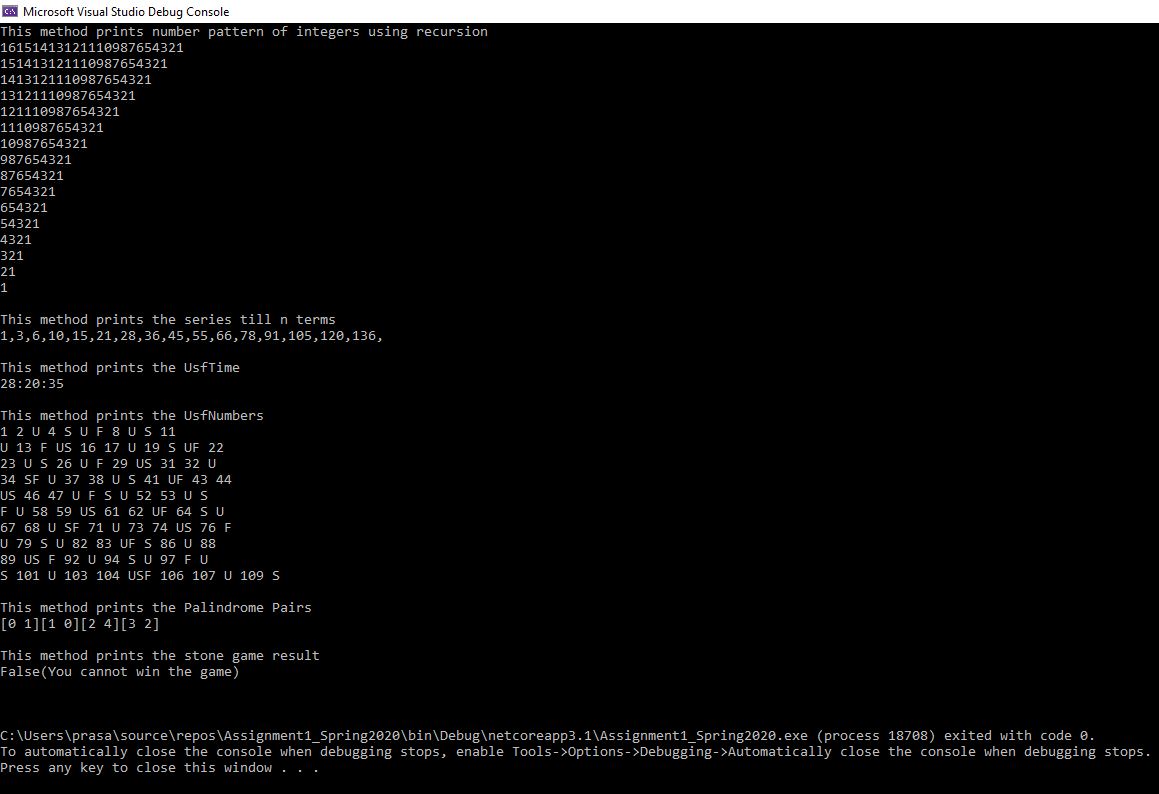 Microsoft Visual Studio Debug Console
This method prints number pattern of integers using recursion
16151413121110987654321
151413121110987654321
1413121110987654321
13121110987654321
121110987654321
1110987654321
10987654321
987654321
87654321
7654321
654321
54321
4321
321
21
1
This method prints the series till n terms
1,3,6,10,15,21,28,36,45,55,66,78,91,105,120,136,
This method prints the UsfTime
28:20:35
This method prints the UsfNumbers
1 2 U 4 S U F 8 U S 11
U 13 F US 16 17 U 19 S UF 22
23 U S 26 U F 29 US 31 32 U
34 SF U 37 38 U S 41 UF 43 44
US 46 47 U F S U 52 53 U S
F U 58 59 US 61 62 UF 64 S U
67 68 U SF 71 U 73 74 US 76 F
U 79 S U 82 83 UF S 86 U 88
89 US F 92 U 94 S U 97 F U
S 101 U 103 104 USF 106 107 U 109 S
This method prints the Palindrome Pairs
[0 1][1 0][2 4][3 2]
This method prints the stone game result
False(You cannot win the game)
C:\Users\prasa\source\repos\Assignment1_Spring2020\bin\Debug\netcoreapp3.1\Assignment1_Spring2020.exe (process 18708) exited with code 0.
To automatically close the console when debugging stops, enable Tools->Options->Debugging->Automatically close the console when debugging stops.
Press any key to close this window . . .